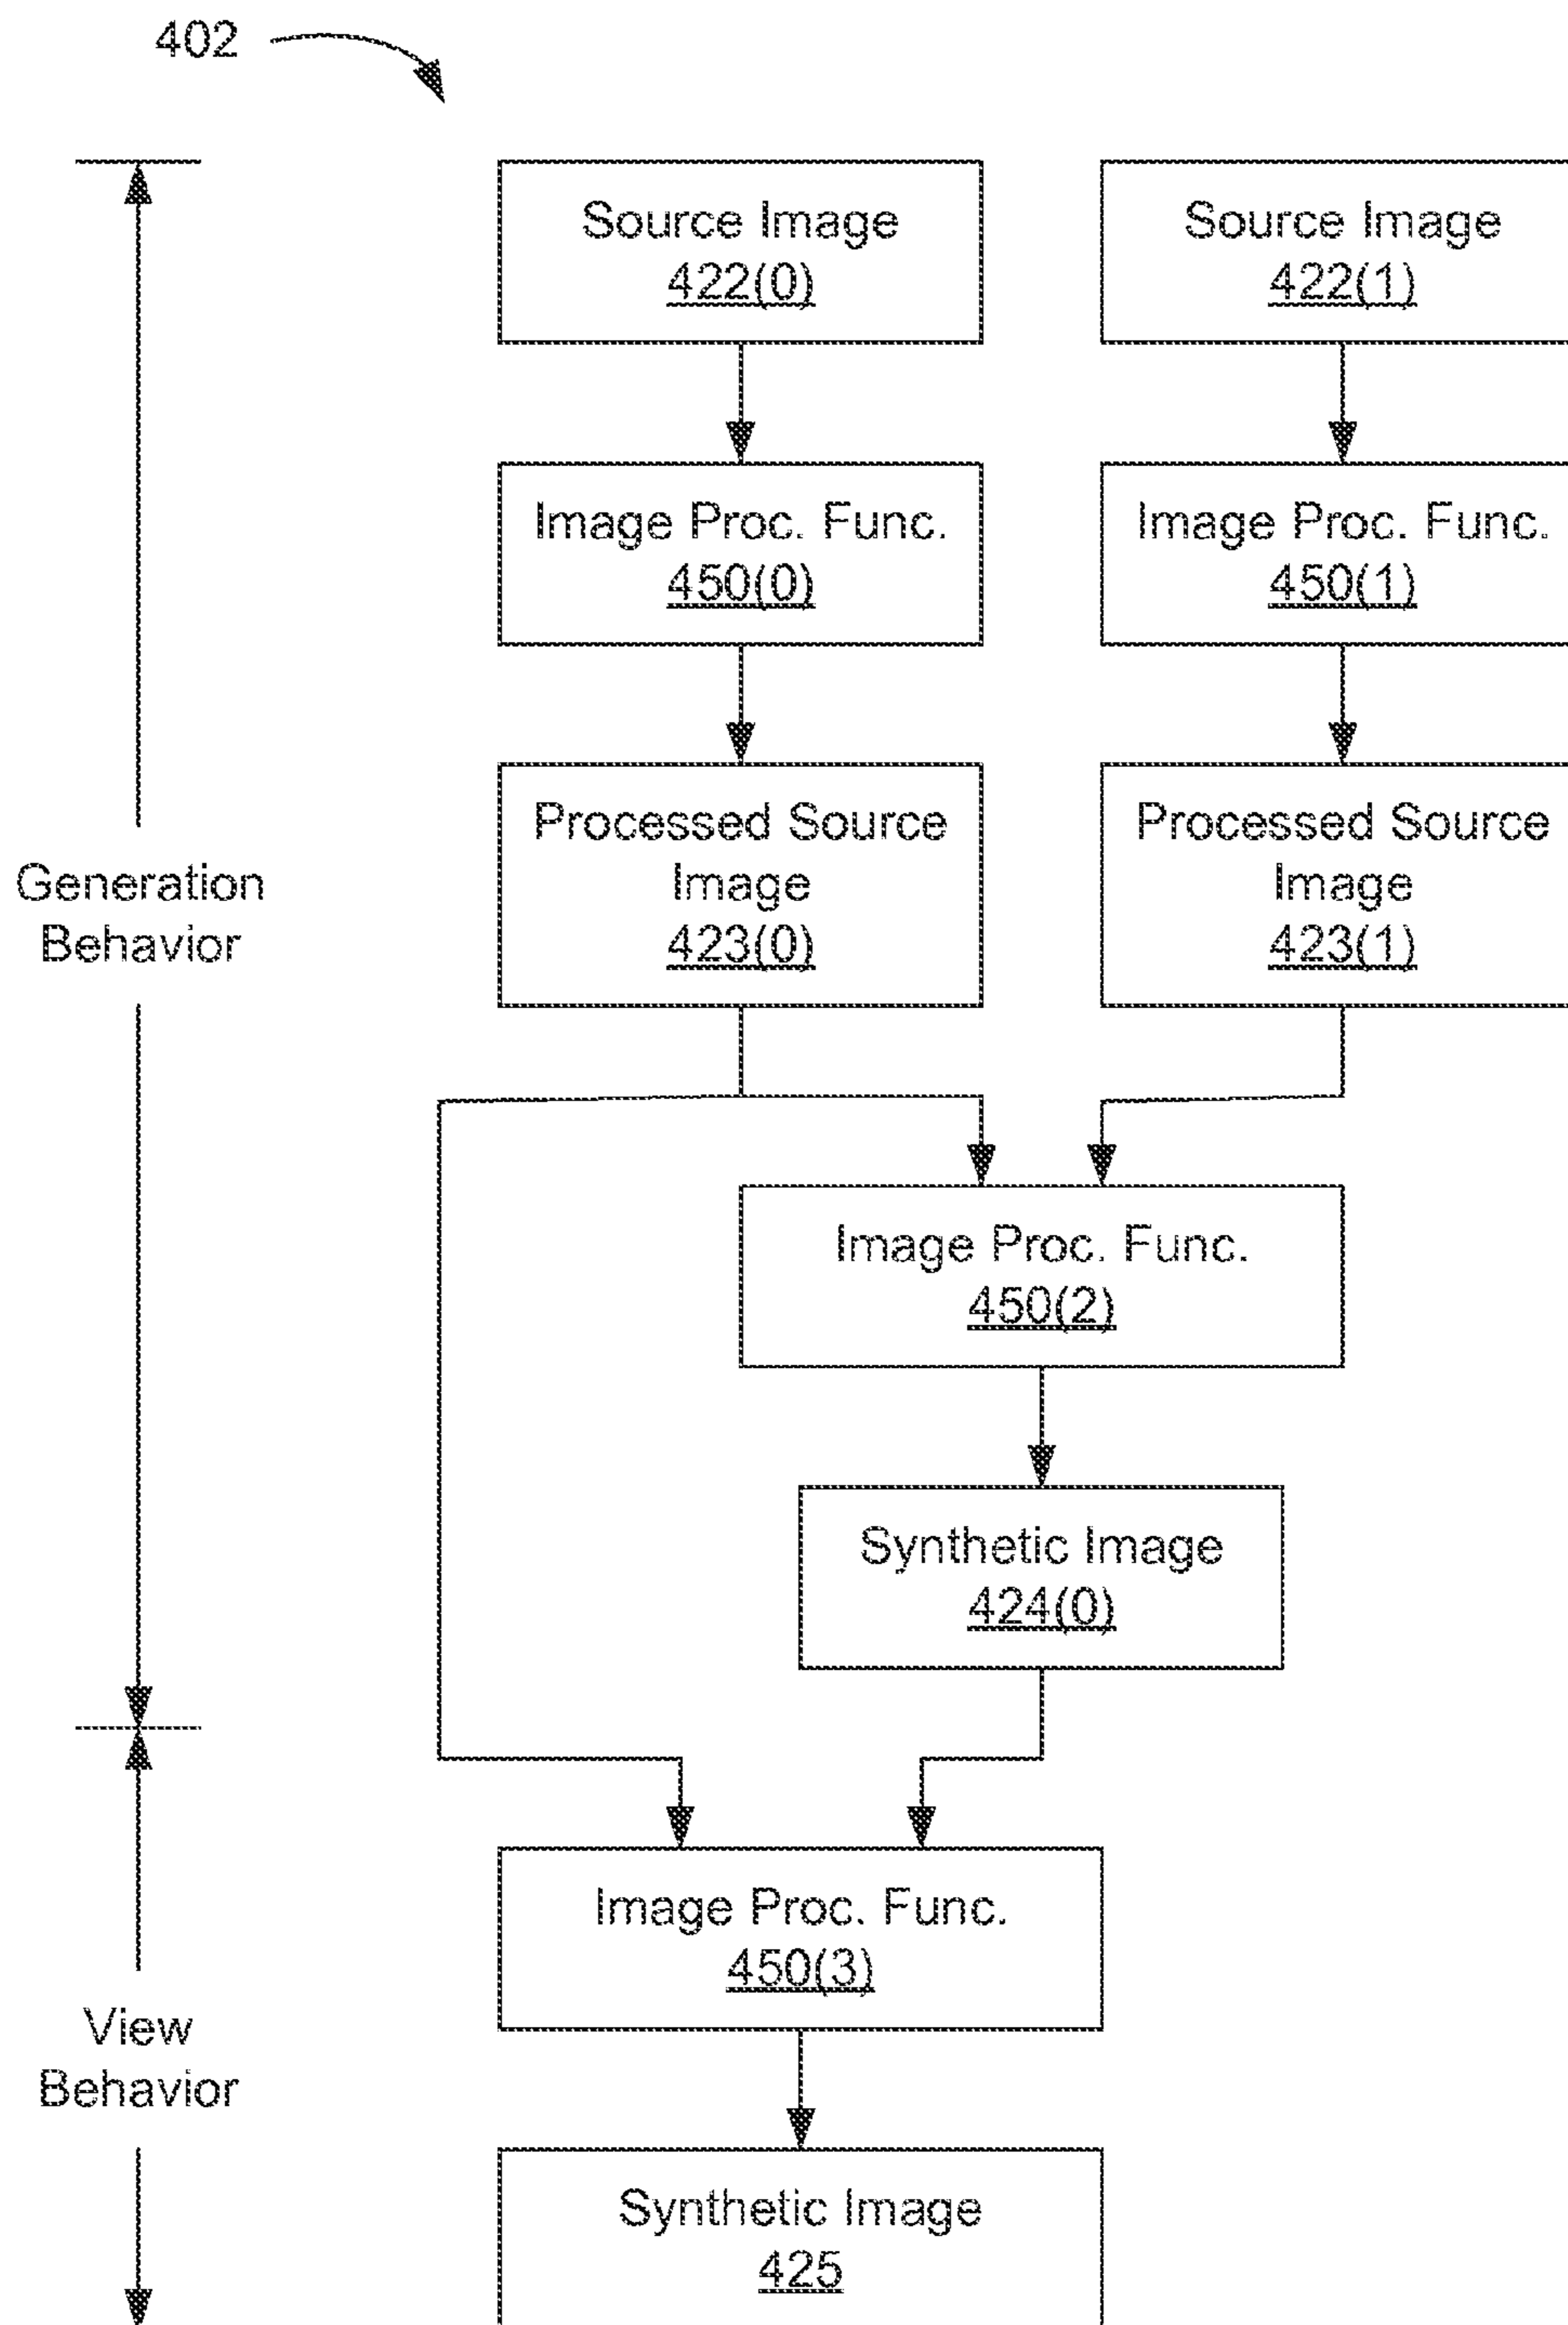 402
Source Image
422(0)
Source Image
422(1)
Image Proc. Func.
450(0)
Image Proc. Func.
450(1)
Processed Source
Image
423(0)
Processed Source
Image
423(1)
Generation
Behavior
Image Proc. Func.
450(2)
Synthetic Image
424(0)
Image Proc. Func.
450(3)
View
Behavior
Synthetic Image
425